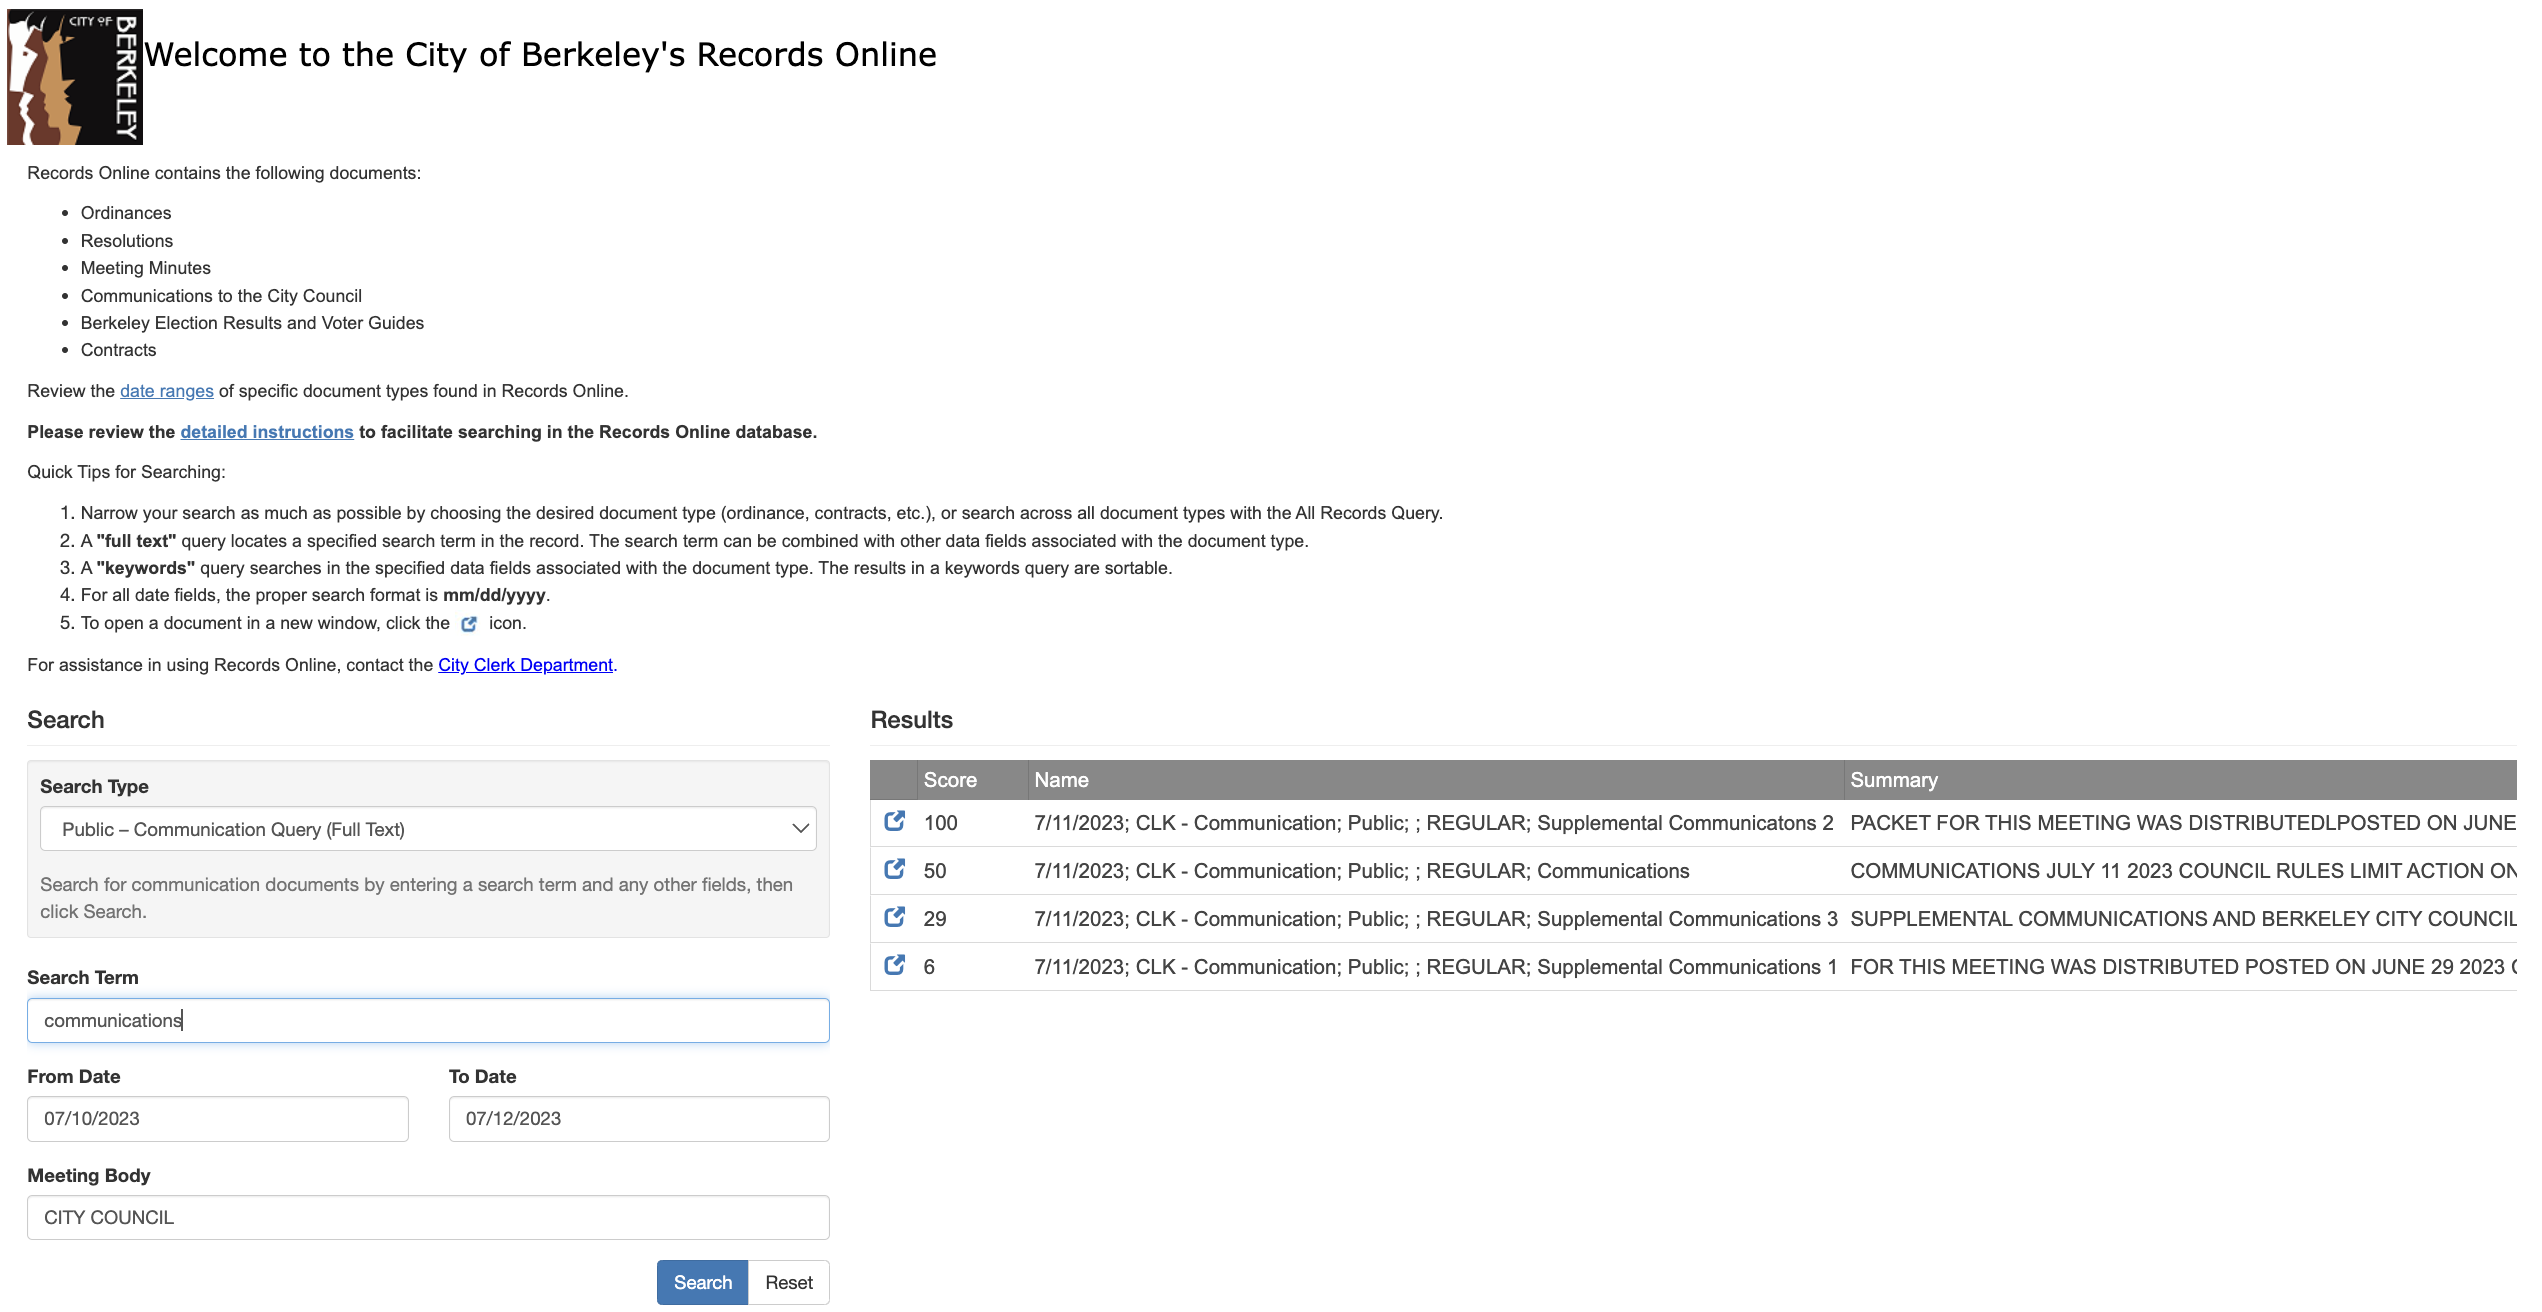 CITY OF
BERKELEY
Welcome to the City of Berkeley's Records Online
Records Online contains the following documents:
• Ordinances
• Resolutions
• Meeting Minutes
• Communications to the City Council
• Berkeley Election Results and Voter Guides
• Contracts
Review the date ranges of specific document types found in Records Online.
Please review the detailed instructions to facilitate searching in the Records Online database.
Quick Tips for Searching:
1. Narrow your search as much as possible by choosing the desired document type (ordinance, contracts, etc.), or search across all document types with the All Records Query.
2. A "full text" query locates a specified search term in the record. The search term can be combined with other data fields associated with the document type.
3. A "keywords" query searches in the specified data fields associated with the document type. The results in a keywords query are sortable.
4. For all date fields, the proper search format is mm/dd/yyyy.
5. To open a document in a new window, click the icon.
For assistance in using Records Online, contact the City Clerk Department.
Search
Search Type
Public – Communication Query (Full Text)
Search for communication documents by entering a search term and any other fields, then
click Search.
Search Term
communications
From Date To Date
07/10/2023 07/12/2023
Meeting Body
CITY COUNCIL
Search Reset
Results
Score Name Summary
100 7/11/2023; CLK - Communication; Public; ; REGULAR; Supplemental Communicatons 2 PACKET FOR THIS MEETING WAS DISTRIBUTEDLPOSTED ON JUNE
50 7/11/2023; CLK - Communication; Public; ; REGULAR; Communications COMMUNICATIONS JULY 11 2023 COUNCIL RULES LIMIT ACTION ON
29 7/11/2023; CLK - Communication; Public; ; REGULAR; Supplemental Communications 3 SUPPLEMENTAL COMMUNICATIONS AND BERKELEY CITY COUNCIL
6 7/11/2023; CLK - Communication; Public; ; REGULAR; Supplemental Communications 1 FOR THIS MEETING WAS DISTRIBUTED POSTED ON JUNE 29 2023